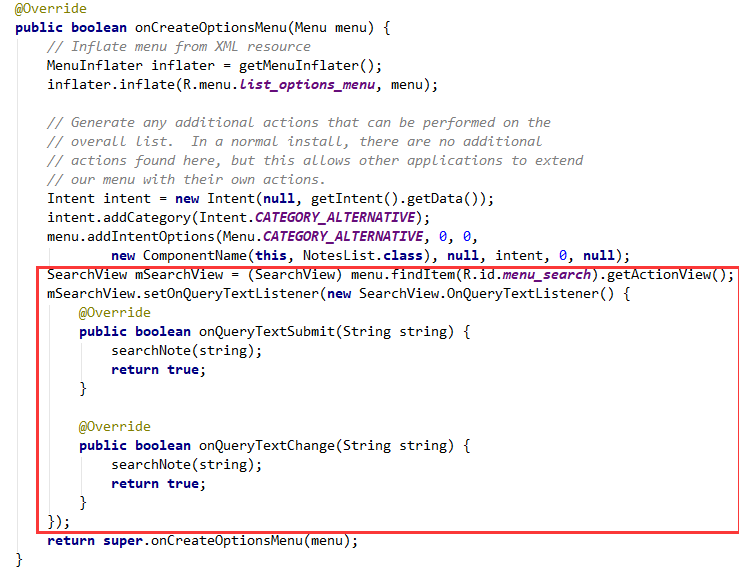 @Override
public boolean onCreateOptionsMenu(Menu menu) {
    // Inflate menu from XML resource
    MenuInflater inflater = getMenuInflater();
    inflater.inflate(R.menu.list_options_menu, menu);

    // Generate any additional actions that can be performed on the
    // overall list.  In a normal install, there are no additional
    // actions found here, but this allows other applications to extend
    // our menu with their own actions.
    Intent intent = new Intent(null, getIntent().getData());
    intent.addCategory(Intent.CATEGORY_ALTERNATIVE);
    menu.addIntentOptions(Menu.CATEGORY_ALTERNATIVE, 0, 0,
            new ComponentName(this, NotesList.class), null, intent, 0, null);
    SearchView mSearchView = (SearchView) menu.findItem(R.id.menu_search).getActionView();
    mSearchView.setOnQueryTextListener(new SearchView.OnQueryTextListener() {
        @Override
        public boolean onQueryTextSubmit(String string) {
            searchNote(string);
            return true;
        }

        @Override
        public boolean onQueryTextChange(String string) {
            searchNote(string);
            return true;
        }
    });
    return super.onCreateOptionsMenu(menu);
}